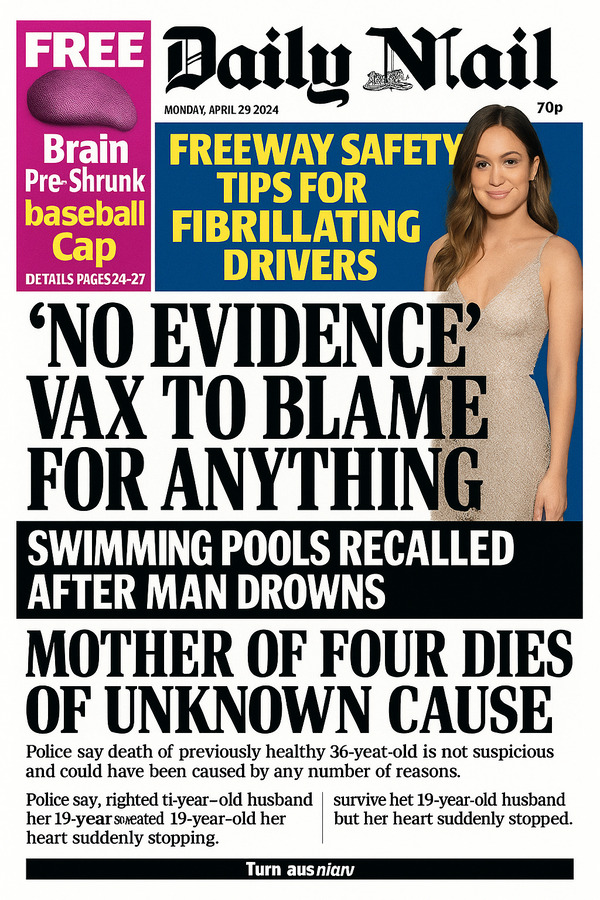 FREE
Brain
Pre-Shrunk
baseball
Cap
DETAILS PAGES 24-27
Daily Mail
MONDAY, APRIL 29 2024
70p
FREEWAY SAFETY
TIPS FOR
FIBRILLATING
DRIVERS
‘NO EVIDENCE’
VAX TO BLAME
FOR ANYTHING
SWIMMING POOLS RECALLED
AFTER MAN DROWNS
MOTHER OF FOUR DIES
OF UNKNOWN CAUSE
Police say death of previously healthy 36-yeat-old is not suspicious
and could have been caused by any number of reasons.
Police say, righted ti-year–old husband
her 19-year 19-year–old her
heart suddenly stopping.
survive het 19-year-old husband
but her heart suddenly stopped.
Turn aus